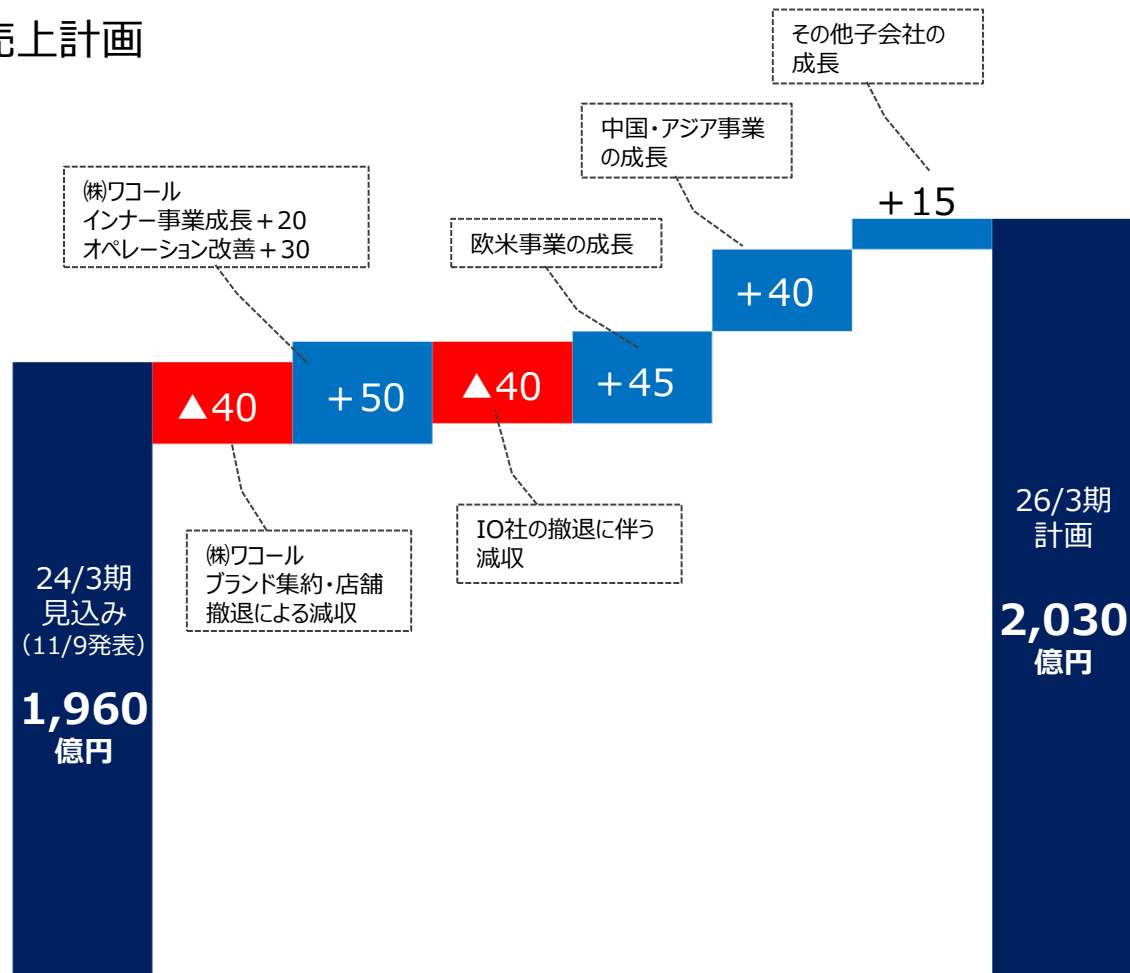 売上計画
その他子会社の
成長
中国・アジア事業
の成長
㈱ワコール
インナー事業成長＋20
オペレーション改善＋30
欧米事業の成長
＋15
＋40
▲40
＋50
▲40
＋45
IO社の撤退に伴う
減収
㈱ワコール
ブランド集約・店舗
撤退による減収
24/3期
見込み
（11/9発表）
1,960
億円
26/3期
計画
2,030
億円